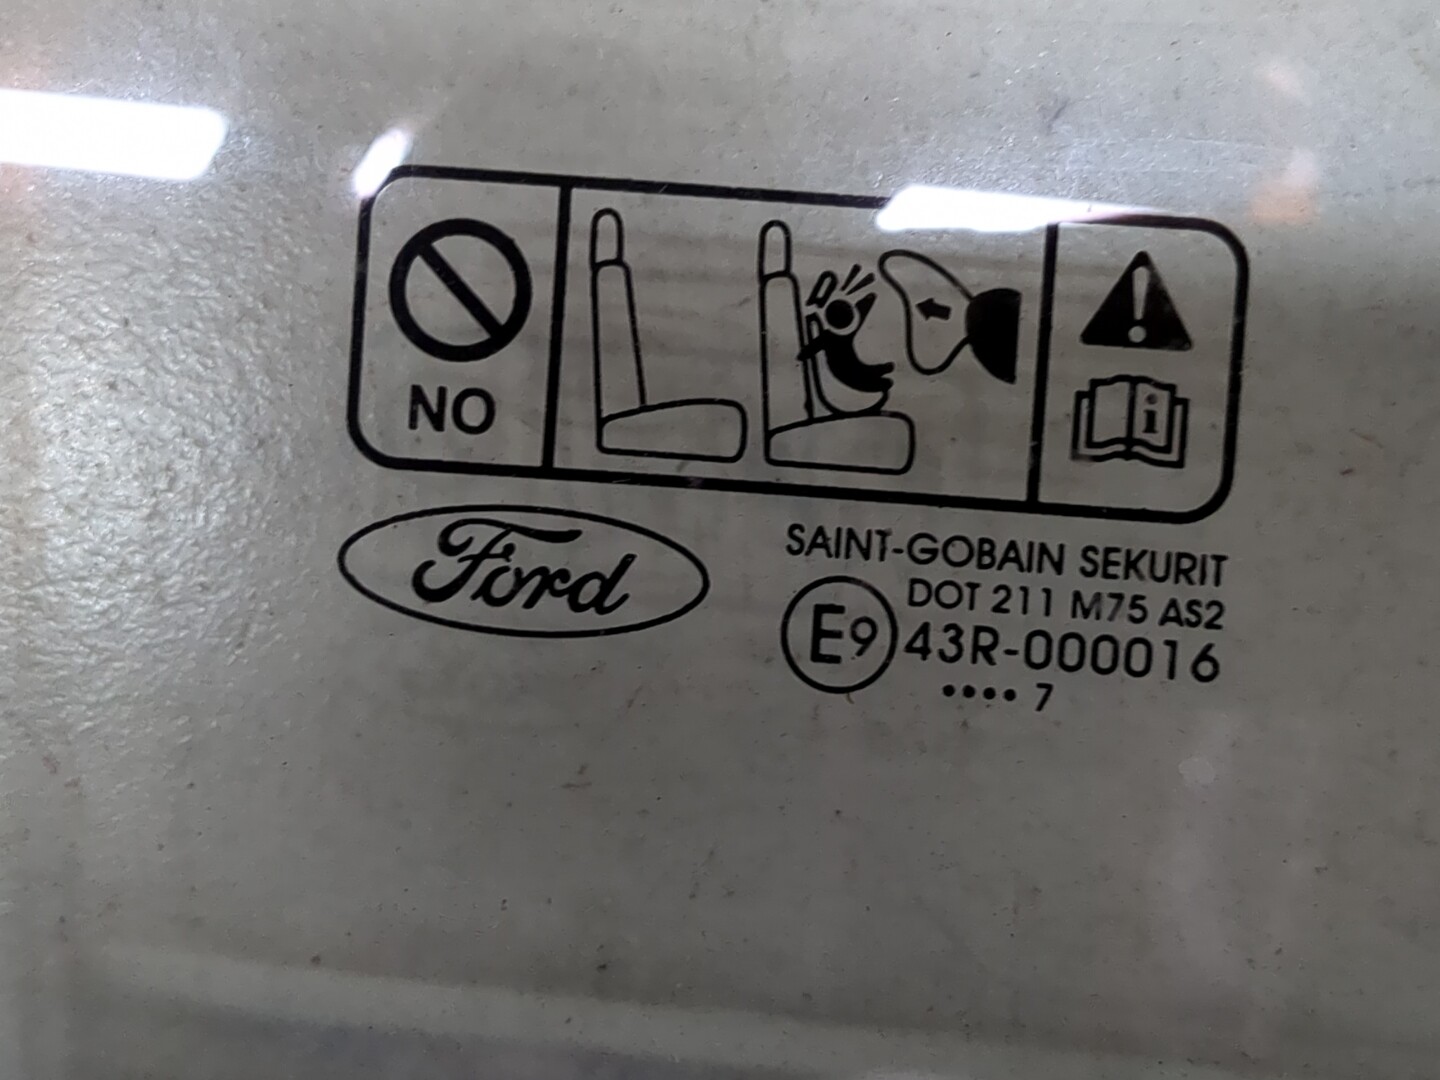 NO
i
Ford
SAINT-GOBAIN SEKURIT
DOT 211 M75 AS2
E9 43R-000016
•••• 7